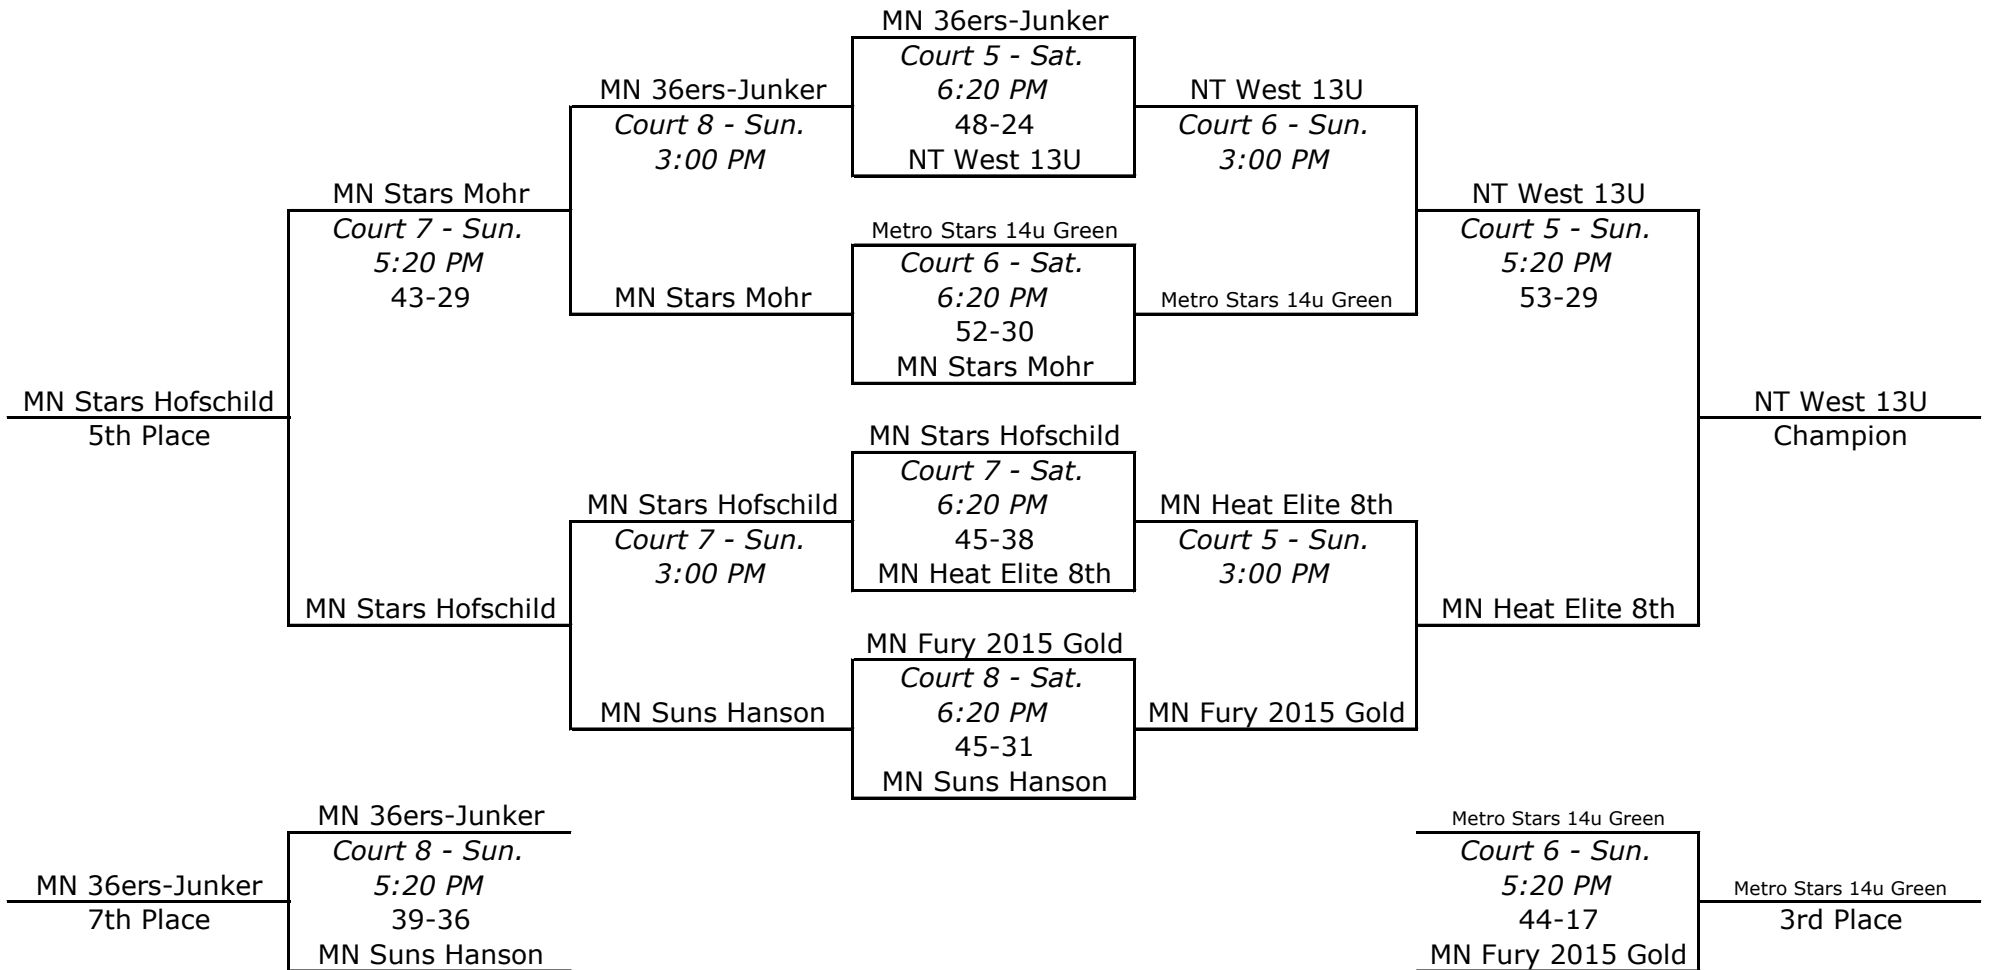 MN 36ers-Junker
Court 5 - Sat.
6:20 PM
48-24
NT West 13U
MN 36ers-Junker
Court 8 - Sun.
3:00 PM
NT West 13U
Court 6 - Sun.
3:00 PM
MN Stars Mohr
Court 7 - Sun.
5:20 PM
43-29
NT West 13U
Court 5 - Sun.
5:20 PM
53-29
Metro Stars 14u Green
Court 6 - Sat.
6:20 PM
52-30
MN Stars Mohr
MN Stars Mohr
Metro Stars 14u Green
MN Stars Hofschild
5th Place
NT West 13U
Champion
MN Stars Hofschild
Court 7 - Sat.
6:20 PM
45-38
MN Heat Elite 8th
MN Stars Hofschild
Court 7 - Sun.
3:00 PM
MN Heat Elite 8th
Court 5 - Sun.
3:00 PM
MN Stars Hofschild
MN Heat Elite 8th
MN Fury 2015 Gold
Court 8 - Sat.
6:20 PM
45-31
MN Suns Hanson
MN Suns Hanson
MN Fury 2015 Gold
MN 36ers-Junker
Court 8 - Sun.
5:20 PM
39-36
MN Suns Hanson
MN 36ers-Junker
7th Place
Metro Stars 14u Green
Court 6 - Sun.
5:20 PM
44-17
MN Fury 2015 Gold
Metro Stars 14u Green
3rd Place